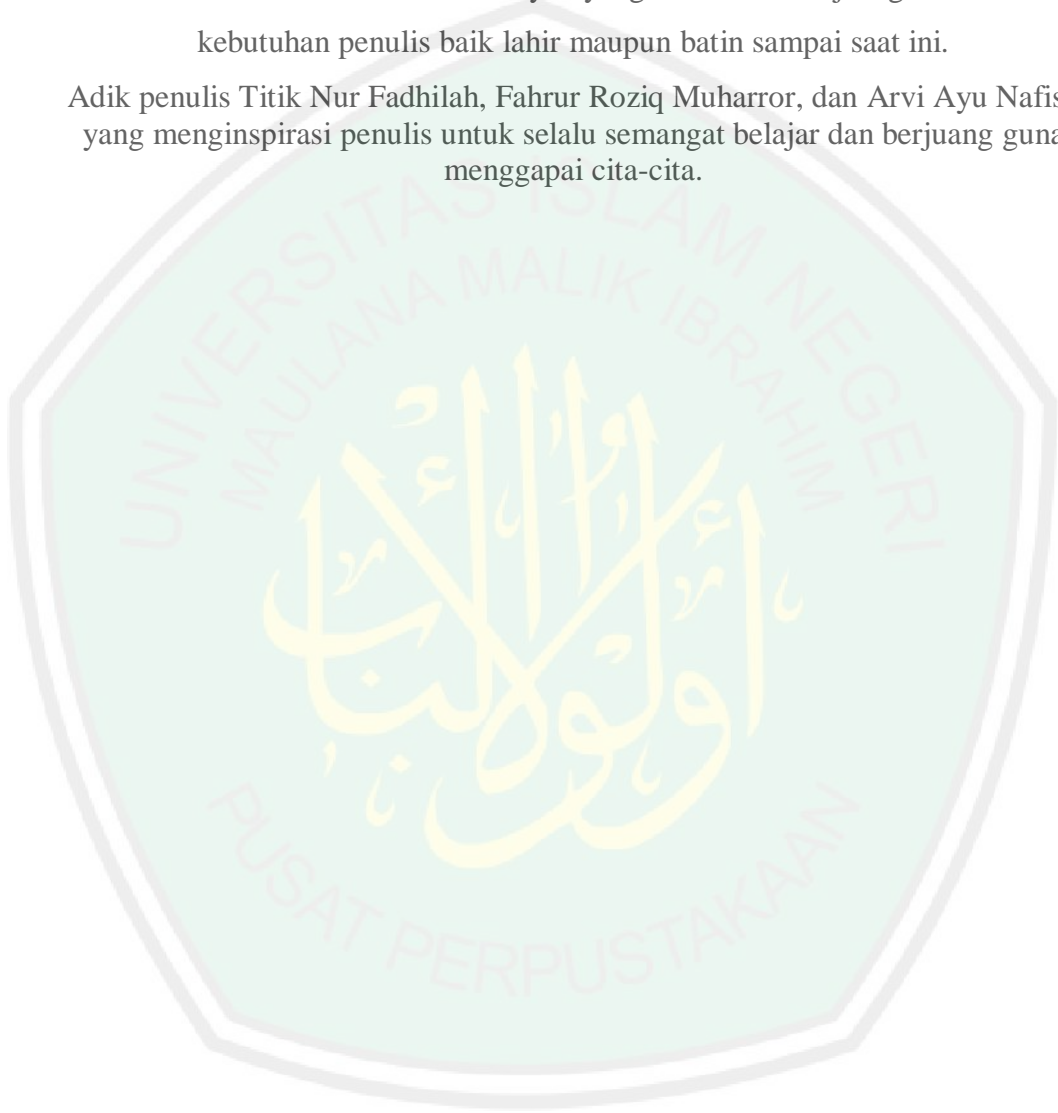 kebutuhan penulis baik lahir maupun batin sampai saat ini.
Adik penulis Titik Nur Fadhilah, Fahrur Roziq Muharror, dan Arvi Ayu Nafis
yang menginspirasi penulis untuk selalu semangat belajar dan berjuang guna
menggapai cita-cita.
UNIVERSITAS ISLAM NEGERI
MAULANA MALIK IBRAHIM
أولوا الألباب
PUSAT PERPUSTAKAAN